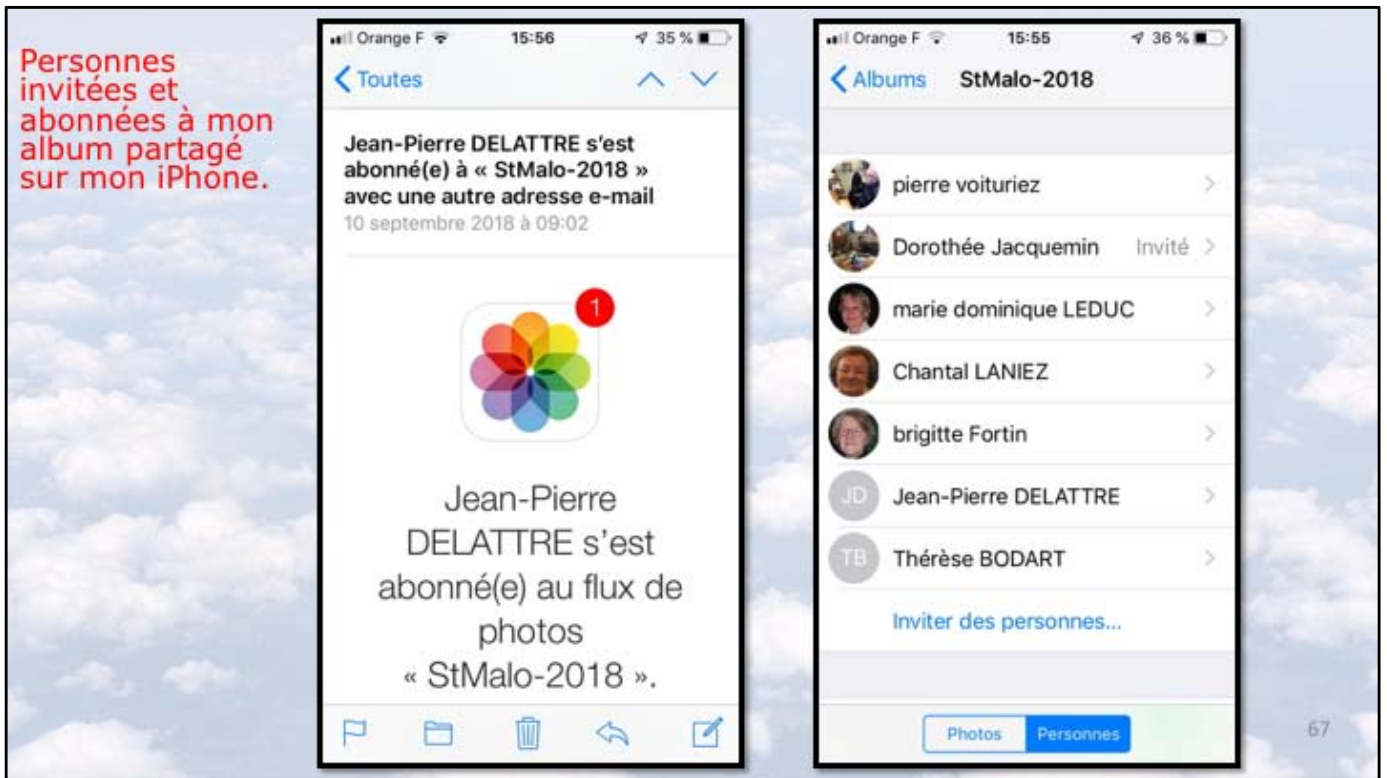 Personnes
invitées et
abonnées à mon
album partagé
sur mon iPhone.
Orange F 15:56 35 %
Toutes
Jean-Pierre DELATTRE s'est
abonné(e) à « StMalo-2018 »
avec une autre adresse e-mail
10 septembre 2018 à 09:02
1
Jean-Pierre
DELATTRE s'est
abonné(e) au flux de
photos
« StMalo-2018 ».
Orange F 15:55 36 %
Albums StMalo-2018
pierre voituriez
Dorothée Jacquemin Invité
marie dominique LEDUC
Chantal LANIEZ
brigitte Fortin
JD Jean-Pierre DELATTRE
TB Thérèse BODART
Inviter des personnes...
Photos Personnes
67